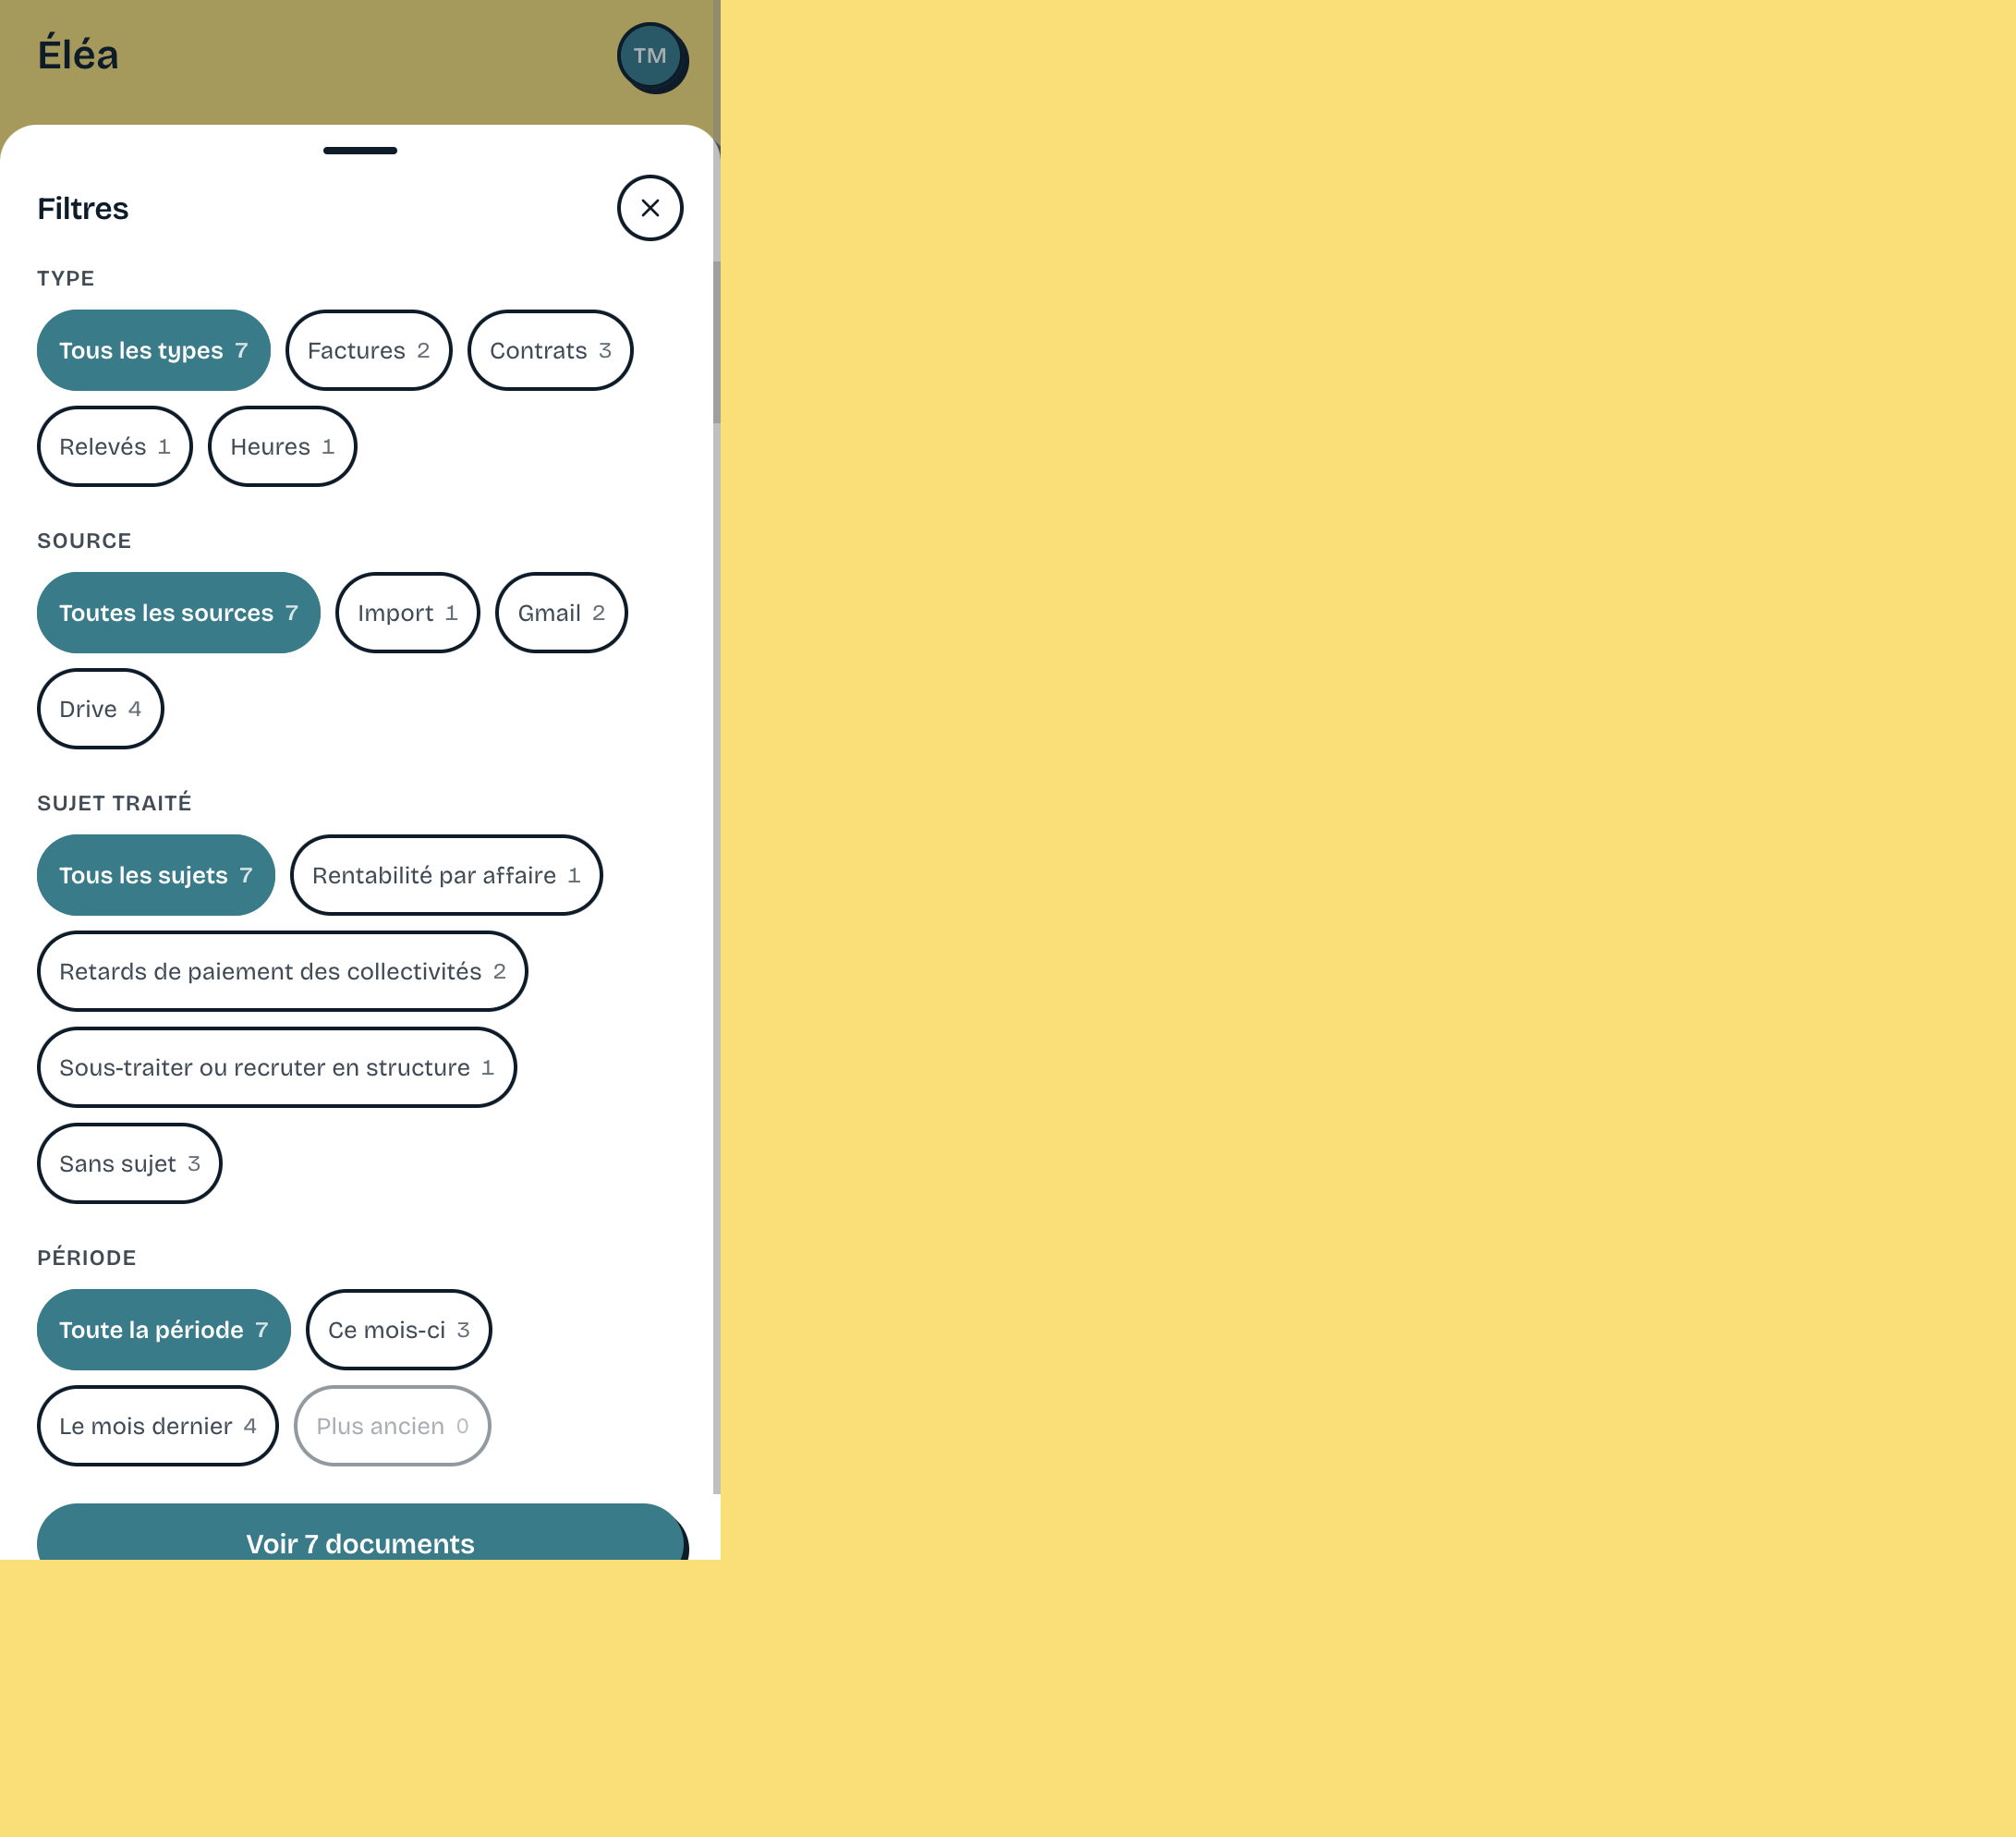 Éléa
TM
Filtres
TYPE
Tous les types 7
Factures 2
Contrats 3
Relevés 1
Heures 1
SOURCE
Toutes les sources 7
Import 1
Gmail 2
Drive 4
SUJET TRAITÉ
Tous les sujets 7
Rentabilité par affaire 1
Retards de paiement des collectivités 2
Sous-traiter ou recruter en structure 1
Sans sujet 3
PÉRIODE
Toute la période 7
Ce mois-ci 3
Le mois dernier 4
Plus ancien 0
Voir 7 documents